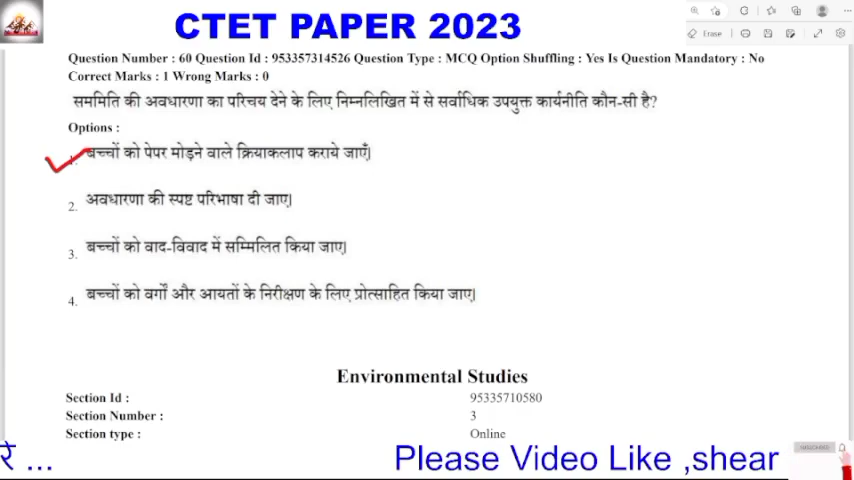 CTET PAPER 2023
Erase
Question Number : 60 Question Id : 953357314526 Question Type : MCQ Option Shuffling : Yes Is Question Mandatory : No
Correct Marks : 1 Wrong Marks : 0
सममिति की अवधारणा का परिचय देने के लिए निम्नलिखित में से सर्वाधिक उपयुक्त कार्यनीति कौन-सी है?
Options :
1. बच्चों को पेपर मोड़ने वाले क्रियाकलाप कराये जाएँ|
2. अवधारणा की स्पष्ट परिभाषा दी जाए|
3. बच्चों को वाद-विवाद में सम्मिलित किया जाए|
4. बच्चों को वर्गों और आयतों के निरीक्षण के लिए प्रोत्साहित किया जाए|
Environmental Studies
Section Id : 95335710580
Section Number : 3
Section type : Online
रे ... Please Video Like ,shear